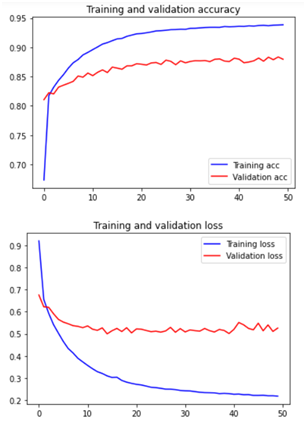 Training and validation accuracy
0.95
0.90
0.85
0.80
0.75
0.70
Training acc
Validation acc
0 10 20 30 40 50
Training and validation loss
0.9
0.8
0.7
0.6
0.5
0.4
0.3
0.2
Training loss
Validation loss
0 10 20 30 40 50